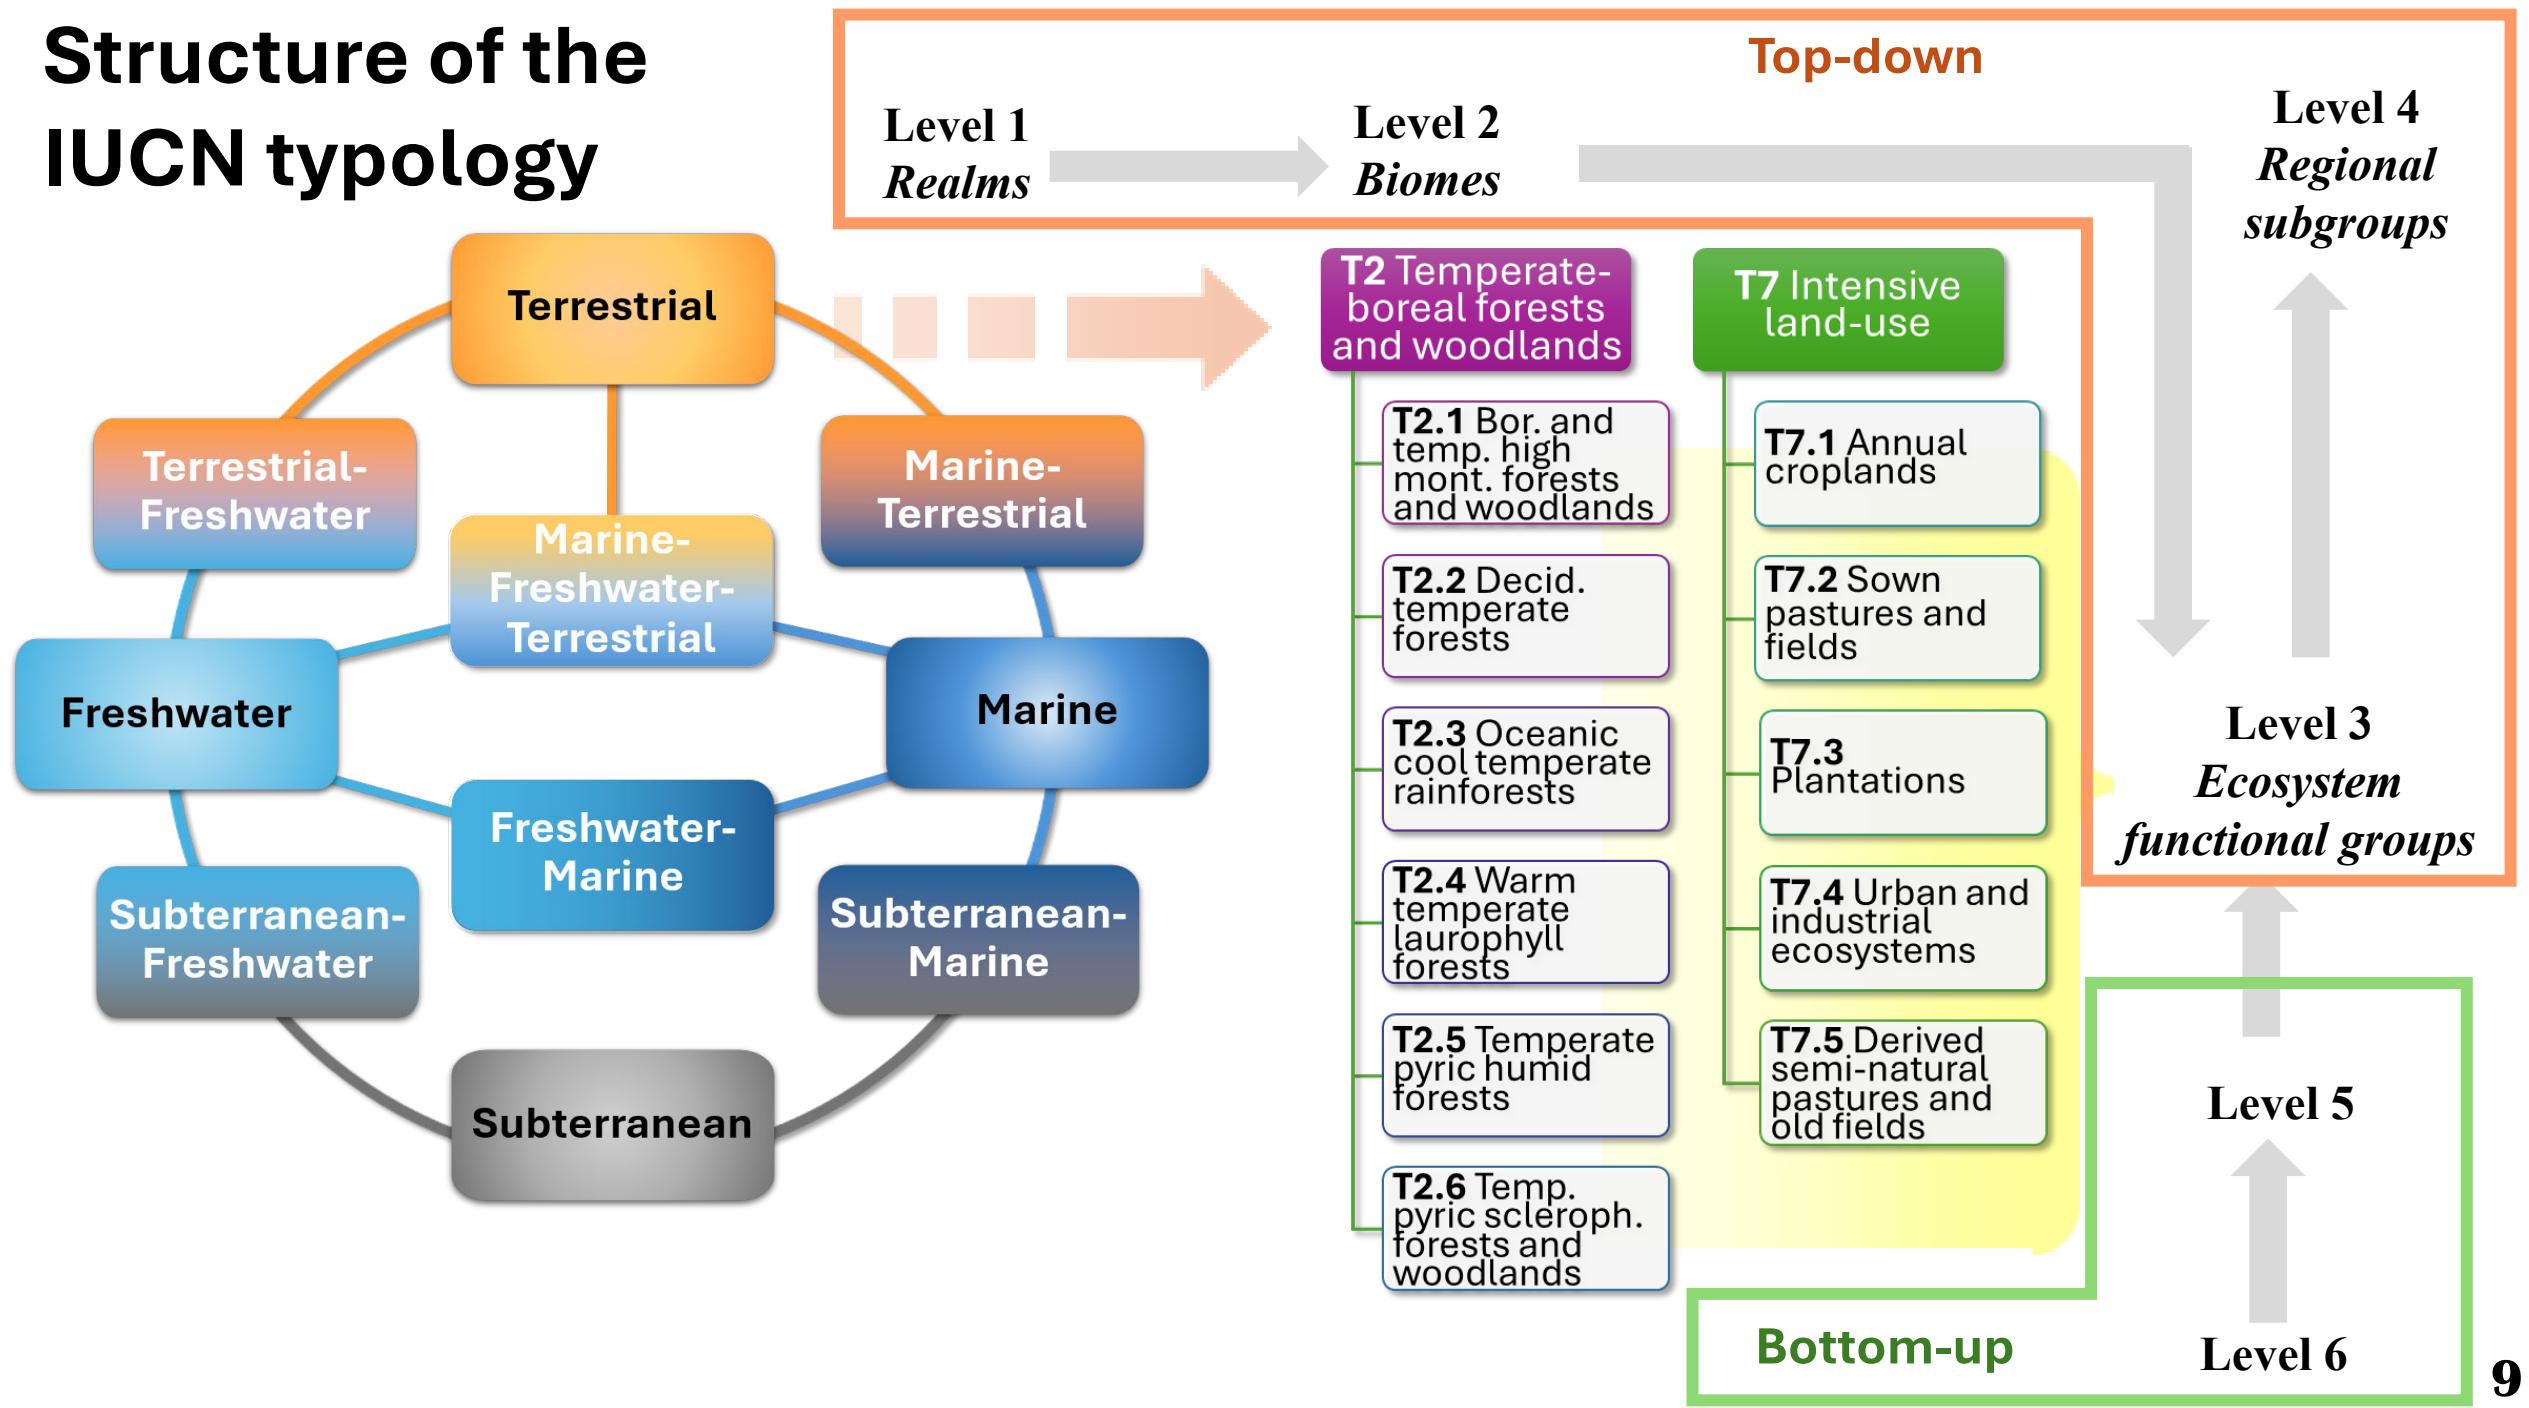 Structure of the
IUCN typology
Top-down
Level 1
Realms
Level 2
Biomes
Level 4
Regional
subgroups
Terrestrial
Terrestrial-
Freshwater
Marine-
Terrestrial
Marine-
Freshwater-
Terrestrial
Freshwater
Marine
Freshwater-
Marine
Subterranean-
Freshwater
Subterranean-
Marine
Subterranean
T2 Temperate-
boreal forests
and woodlands
T2.1 Bor. and
temp. high
mont. forests
and woodlands
T2.2 Decid.
temperate
forests
T2.3 Oceanic
cool temperate
rainforests
T2.4 Warm
temperate
laurophyll
forests
T2.5 Temperate
pyric humid
forests
T2.6 Temp.
pyric scleroph.
forests and
woodlands
T7 Intensive
land-use
T7.1 Annual
croplands
T7.2 Sown
pastures and
fields
T7.3
Plantations
T7.4 Urban and
industrial
ecosystems
T7.5 Derived
semi-natural
pastures and
old fields
Level 3
Ecosystem
functional groups
Level 5
Level 6
Bottom-up
9